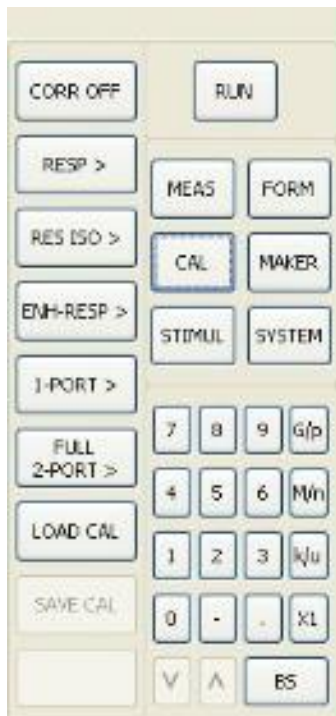 CORR OFF
RESP >
RES ISO >
ENH-RESP >
1-PORT >
FULL
2-PORT >
LOAD CAL
SAVE CAL
RUN
MEAS FORM
CAL MAKER
STIMUL SYSTEM
7 8 9 G/p
4 5 6 M/n
1 2 3 k/u
0 - . X1
V Λ BS